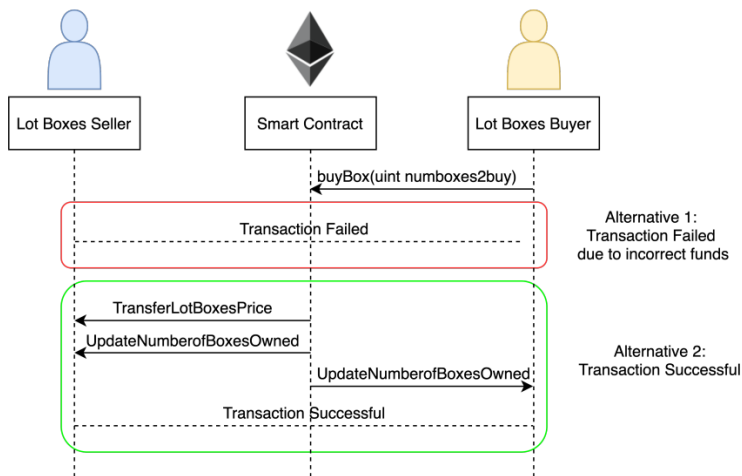 Lot Boxes Seller
Smart Contract
Lot Boxes Buyer
buyBox(uint numboxes2buy)
Transaction Failed
Alternative 1:
Transaction Failed
due to incorrect funds
TransferLotBoxesPrice
UpdateNumberofBoxesOwned
UpdateNumberofBoxesOwned
Alternative 2:
Transaction Successful
Transaction Successful